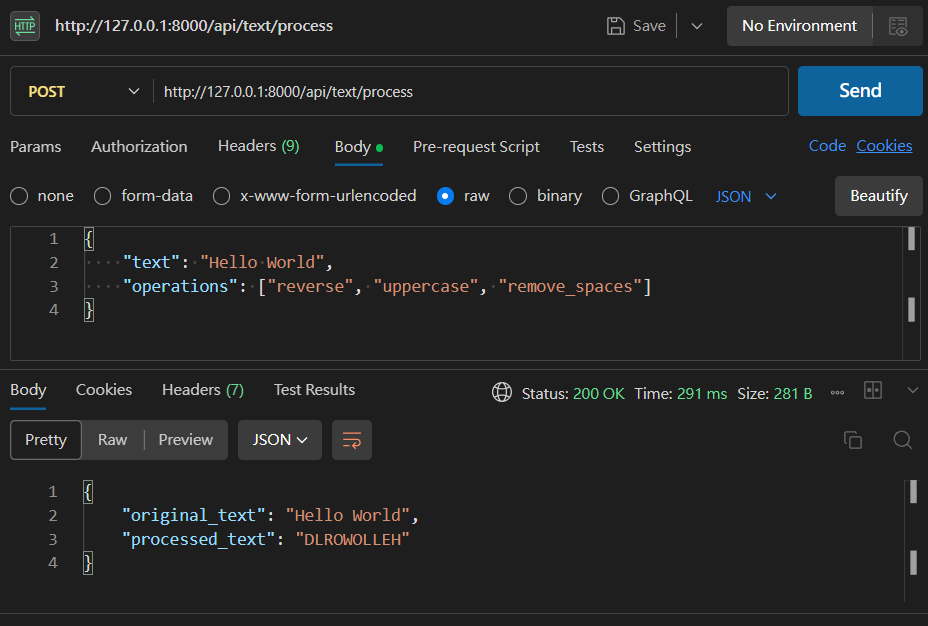 HTTP http://127.0.0.1:8000/api/text/process Save No Environment
POST http://127.0.0.1:8000/api/text/process Send
Params Authorization Headers (9) Body Pre-request Script Tests Settings Code Cookies
none form-data x-www-form-urlencoded raw binary GraphQL JSON Beautify
1 {
2 "text": "Hello World",
3 "operations": ["reverse", "uppercase", "remove_spaces"]
4 }
Body Cookies Headers (7) Test Results Status: 200 OK Time: 291 ms Size: 281 B
Pretty Raw Preview JSON
1 {
2 "original_text": "Hello World",
3 "processed_text": "DLROWOLLEH"
4 }